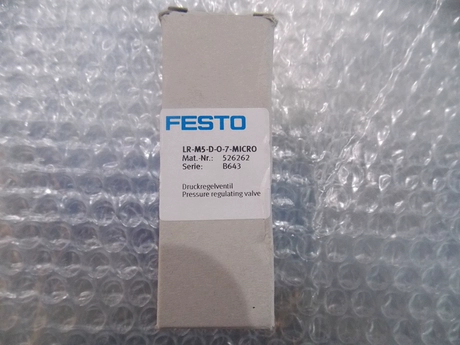 FESTO
LR-M5-D-O-7-MICRO
Mat.-Nr.: 526262
Serie: B643
Druckregelventil
Pressure regulating valve